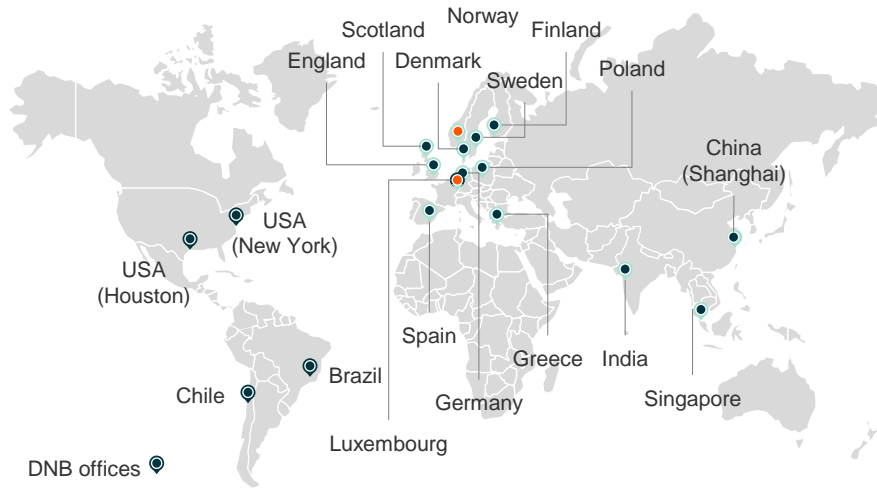 Norway
Scotland
Finland
England
Denmark
Sweden
Poland
China
(Shanghai)
USA
(New York)
USA
(Houston)
Spain
Greece
India
Brazil
Chile
Germany
Singapore
Luxembourg
DNB offices